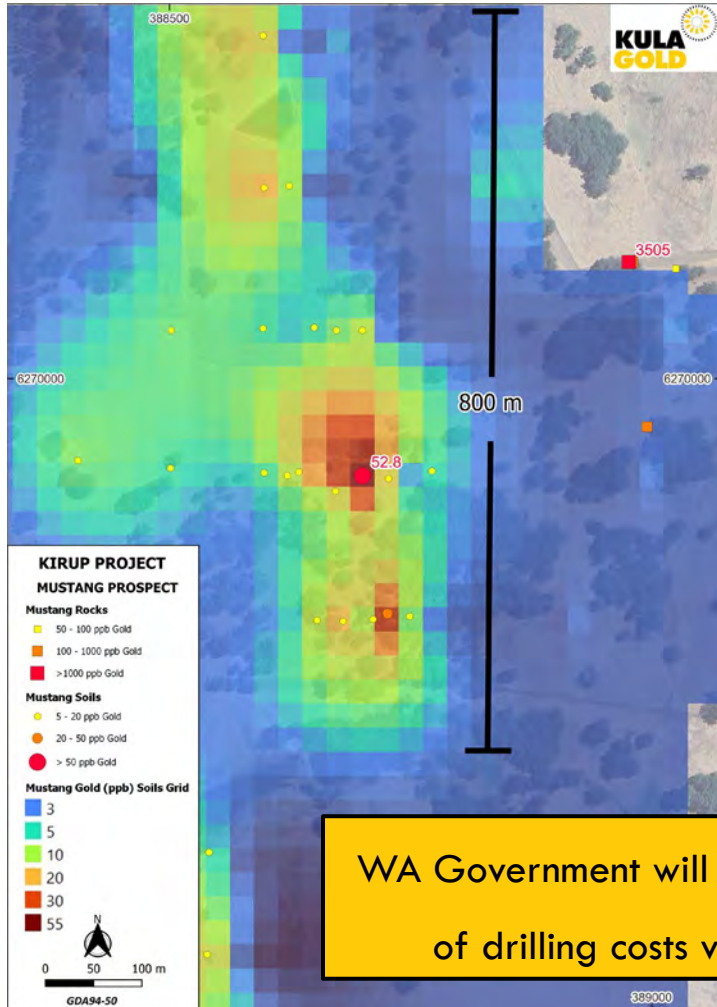 388500
KULA
GOLD
3505
6270000
6270000
800 m
52.8
KIRUP PROJECT
MUSTANG PROSPECT
Mustang Rocks
50 - 100 ppb Gold
100 - 1000 ppb Gold
>1000 ppb Gold
Mustang Soils
5 - 20 ppb Gold
20 - 50 ppb Gold
> 50 ppb Gold
Mustang Gold (ppb) Soils Grid
3
5
10
20
30
55
N
0 50 100 m
GDA94-50
WA Government will
of drilling costs v
389000